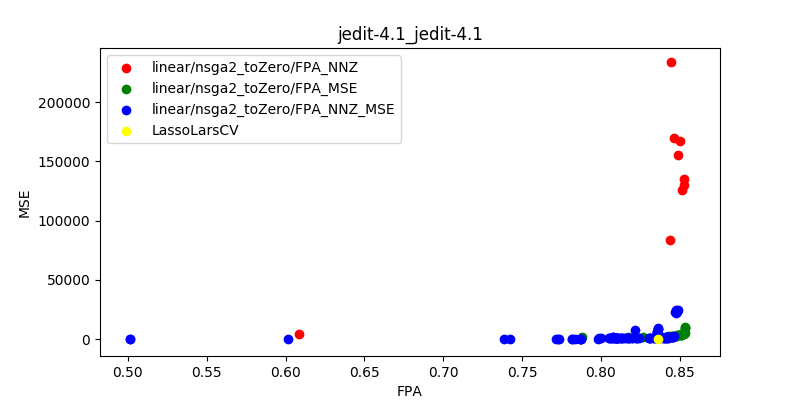 jedit-4.1_jedit-4.1
linear/nsga2_toZero/FPA_NNZ
linear/nsga2_toZero/FPA_MSE
linear/nsga2_toZero/FPA_NNZ_MSE
LassoLarsCV
MSE
200000
150000
100000
50000
0
0.50 0.55 0.60 0.65 0.70 0.75 0.80 0.85
FPA